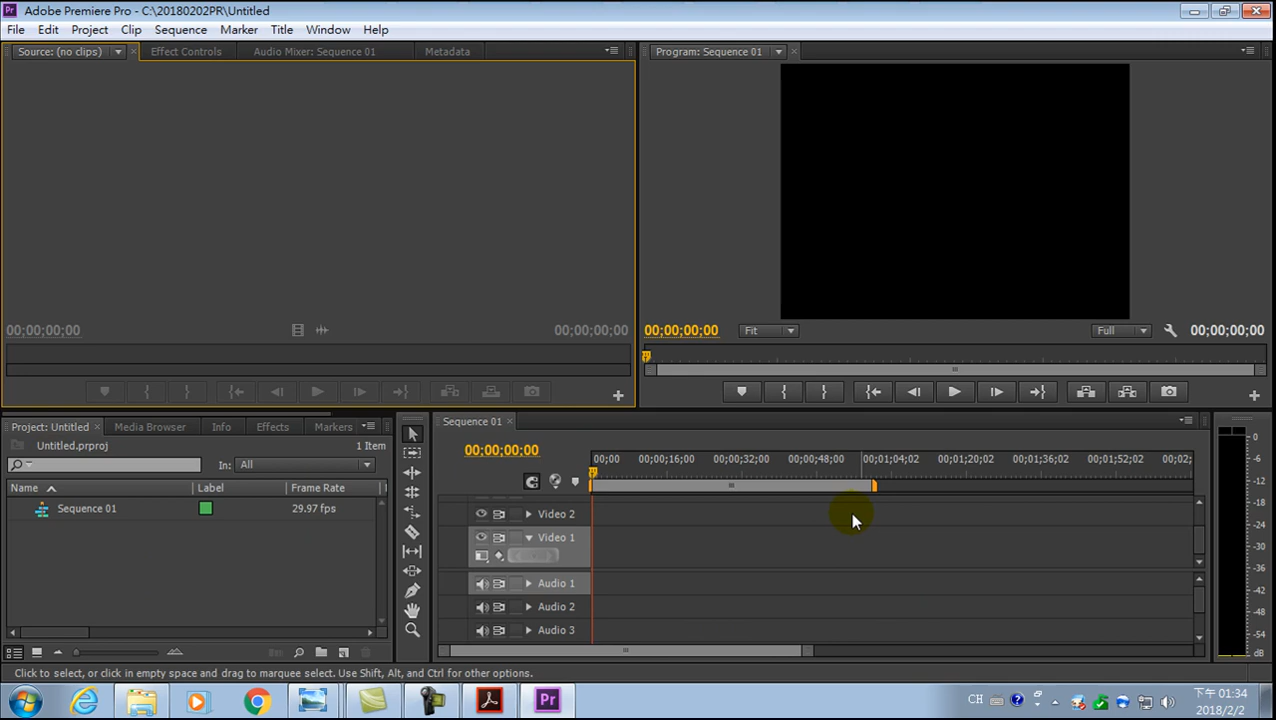 Adobe Premiere Pro - C:\20180202PR\Untitled
File Edit Project Clip Sequence Marker Title Window Help
Source: (no clips) Effect Controls Audio Mixer: Sequence 01 Metadata
Program: Sequence 01
00;00;00;00 00;00;00;00
00;00;00;00 Fit Full 00;00;00;00
Project: Untitled Media Browser Info Effects Markers
Untitled.prproj 1 Item
In: All
Name Label Frame Rate
Sequence 01 29.97 fps
Sequence 01
00;00;00;00
00;00 00;00;16;00 00;00;32;00 00;00;48;00 00;01;04;02 00;01;20;02 00;01;36;02 00;01;52;02 00;02;
Video 2
Video 1
Audio 1
Audio 2
Audio 3
0
-6
-12
-18
-24
-30
-36
-42
-48
-54
dB
Click to select, or click in empty space and drag to marquee select. Use Shift, Alt, and Ctrl for other options.
CH
下午 01:34
2018/2/2